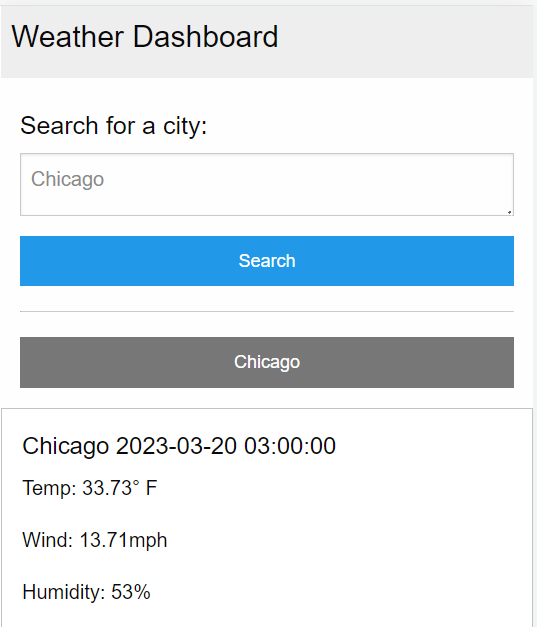 Weather Dashboard
Search for a city:
Chicago
Search
Chicago
Chicago 2023-03-20 03:00:00
Temp: 33.73° F
Wind: 13.71mph
Humidity: 53%